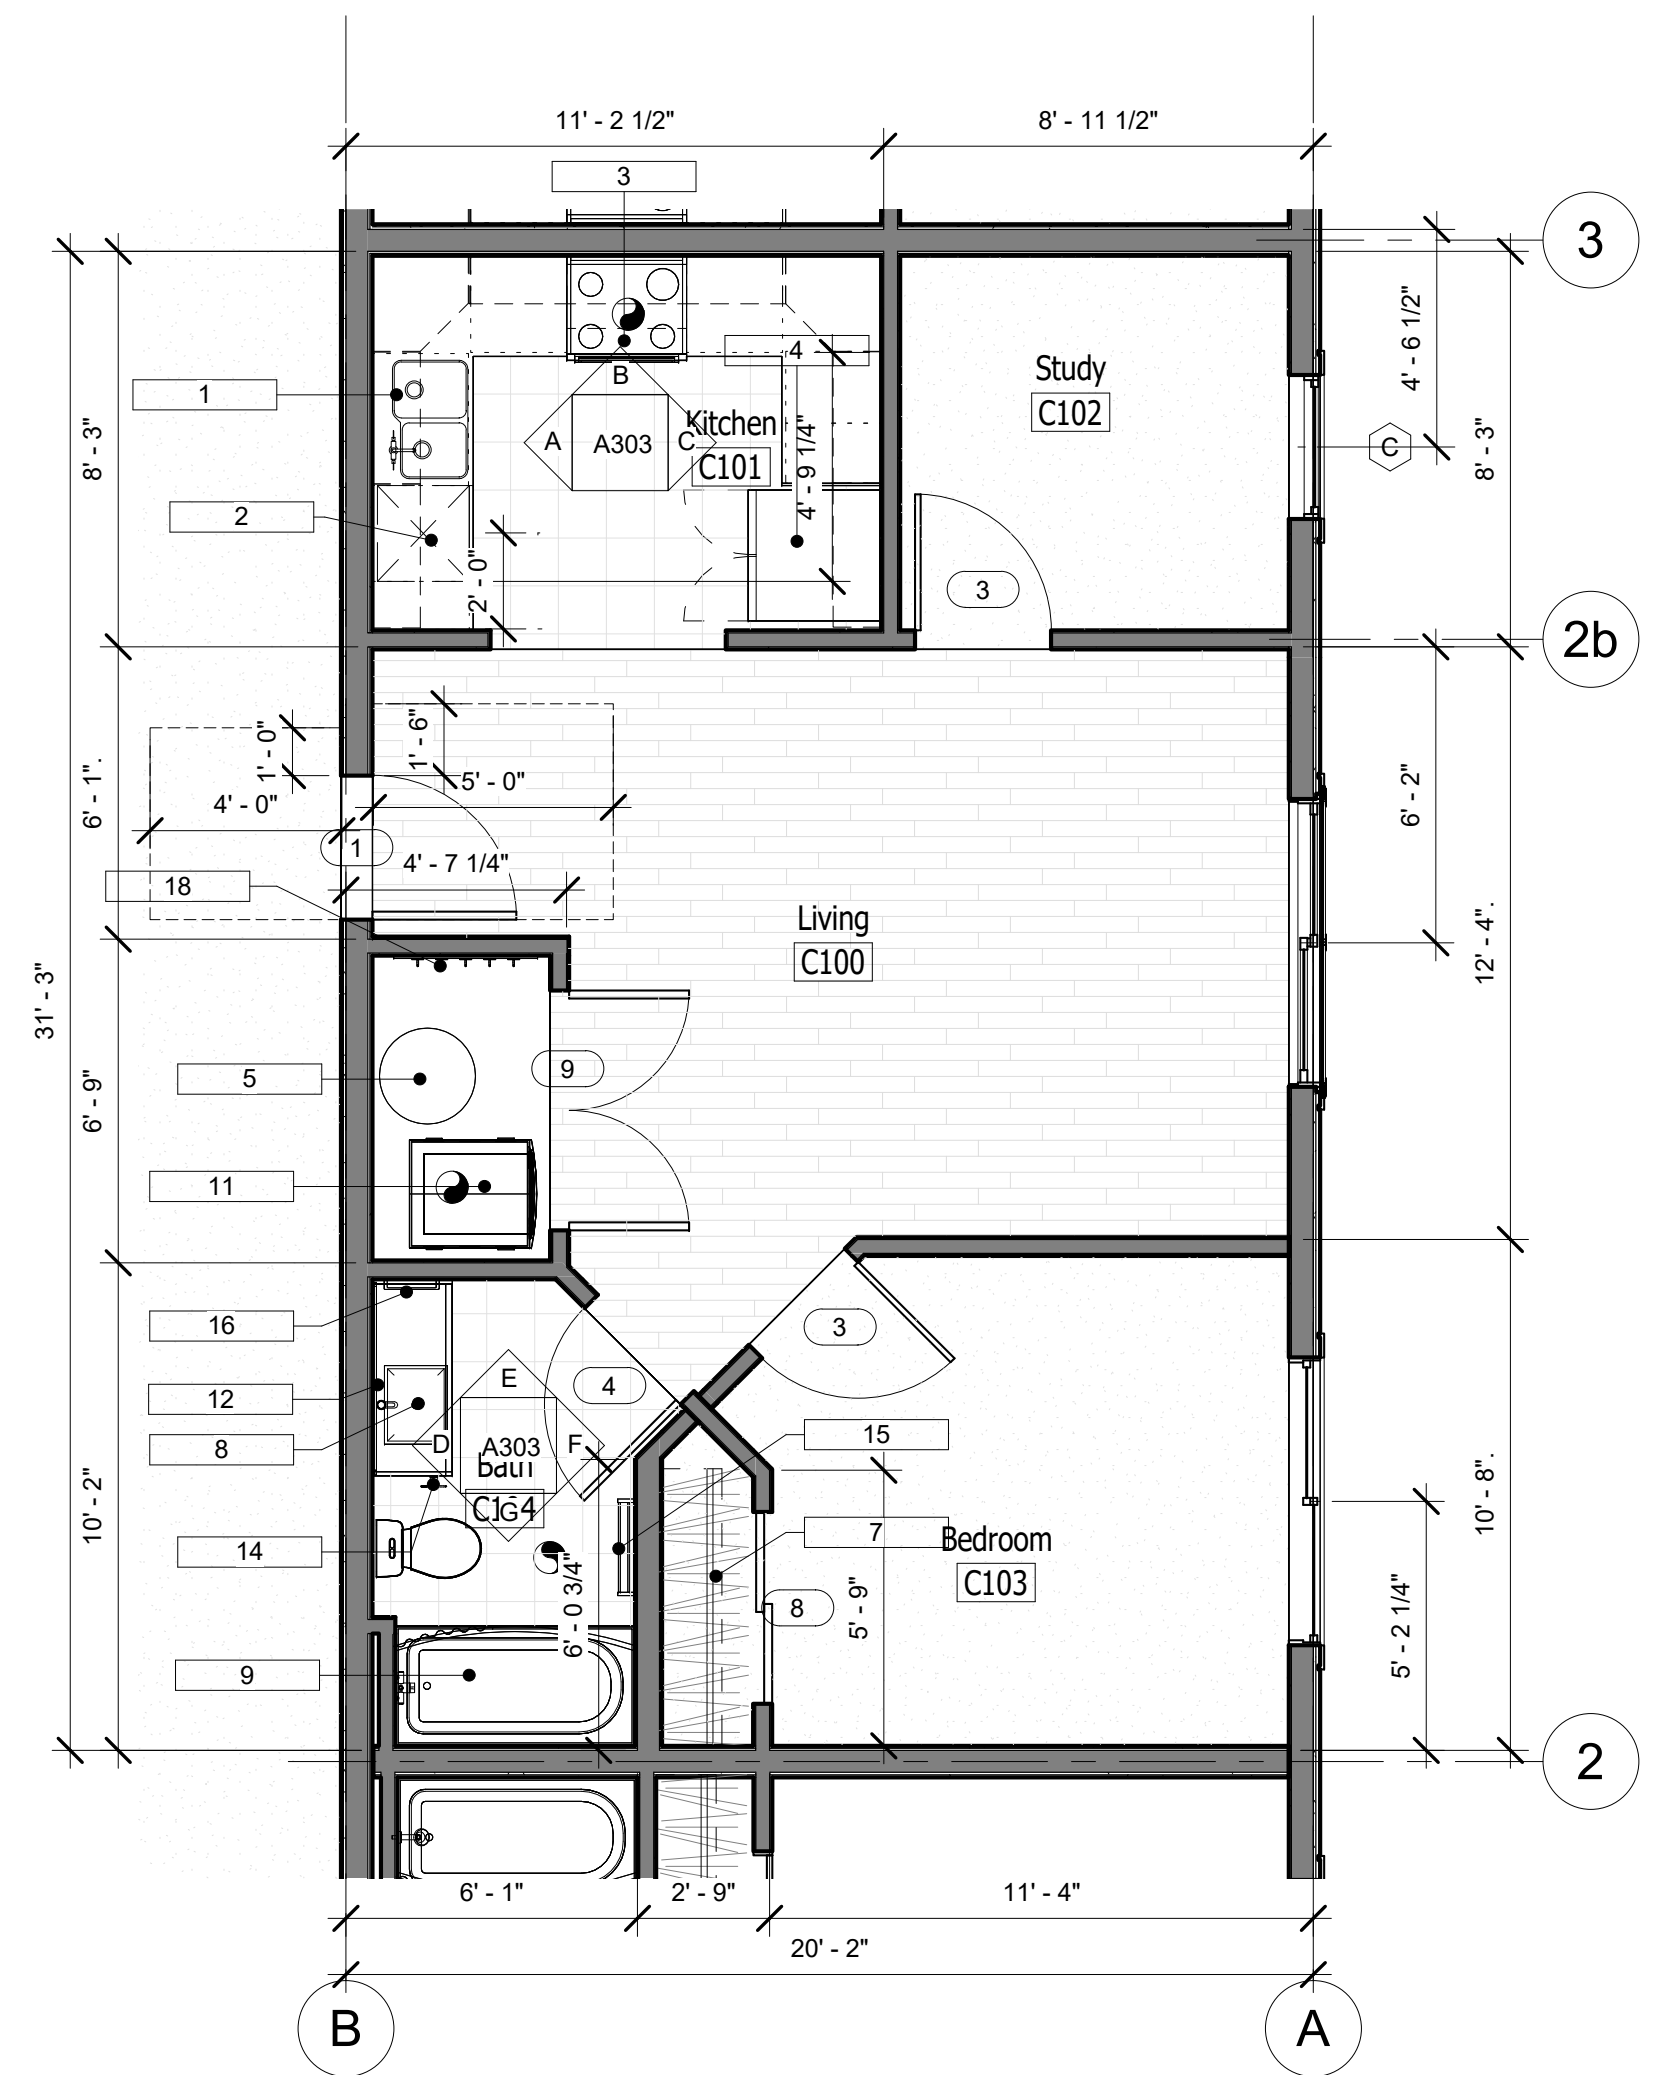 11' - 2 1/2"
8' - 11 1/2"
3
3
4' - 6 1/2"
4
Study
C102
1
B
Kitchen
A
A303
C
C101
4' - 9 1/4"
C
8' - 3"
8' - 3"
2
2' - 0"
3
2b
1' - 0"
1' - 6"
5' - 0"
4' - 0"
6' - 1".
6' - 2"
1
4' - 7 1/4"
18
Living
C100
12' - 4".
31' - 3"
5
9
6' - 9"
11
16
3
E
4
12
8
D
A303
F
Bath
15
C104
G
10' - 2"
10' - 8".
14
7
Bedroom
C103
6' - 0 3/4"
5' - 9"
8
5' - 2 1/4"
9
2
6' - 1"
2' - 9"
11' - 4"
20' - 2"
B
A